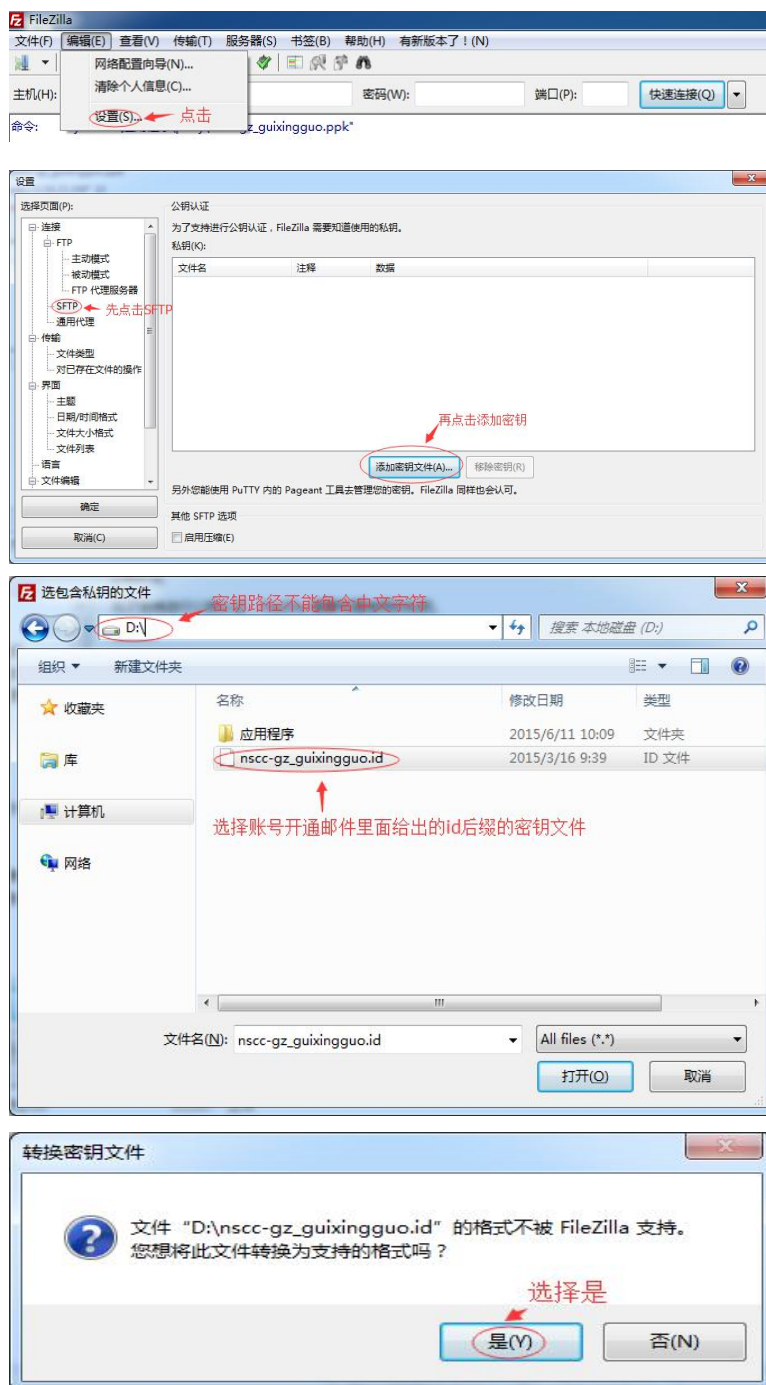 FileZilla
文件(F) 编辑(E) 查看(V) 传输(T) 服务器(S) 书签(B) 帮助(H) 有新版本了！(N)
网络配置向导(N)...
清除个人信息(C)...
主机(H): 密码(W): 端口(P): 快速连接(Q)
设置(S)... 点击
命令: gz_guixingguo.ppk"
设置
选择页面(P): 公钥认证
连接 为了支持进行公钥认证，FileZilla 需要知道使用的私钥。
FTP 私钥(K):
主动模式 文件名 注释 数据
被动模式
FTP 代理服务器
SFTP 先点击SFTP
通用代理
传输
文件类型
对已存在文件的操作
界面
主题
日期/时间格式 再点击添加密钥
文件大小格式
文件列表
语言 添加密钥文件(A)... 移除密钥(R)
文件编辑
另外您能使用 PuTTY 内的 Pageant 工具去管理您的密钥。FileZilla 同样也会认可。
确定
其他 SFTP 选项
取消(C) 启用压缩(E)
选包含私钥的文件
密钥路径不能包含中文字符
D:\ 搜索 本地磁盘 (D:)
组织 新建文件夹
收藏夹 名称 修改日期 类型
应用程序 2015/6/11 10:09 文件夹
库 nscc-gz_guixingguo.id 2015/3/16 9:39 ID 文件
计算机
选择账号开通邮件里面给出的id后缀的密钥文件
网络
文件名(N): nscc-gz_guixingguo.id All files (*.*)
打开(O) 取消
转换密钥文件
文件 “D:\nscc-gz_guixingguo.id” 的格式不被 FileZilla 支持。
您想将此文件转换为支持的格式吗？
选择是
是(Y) 否(N)